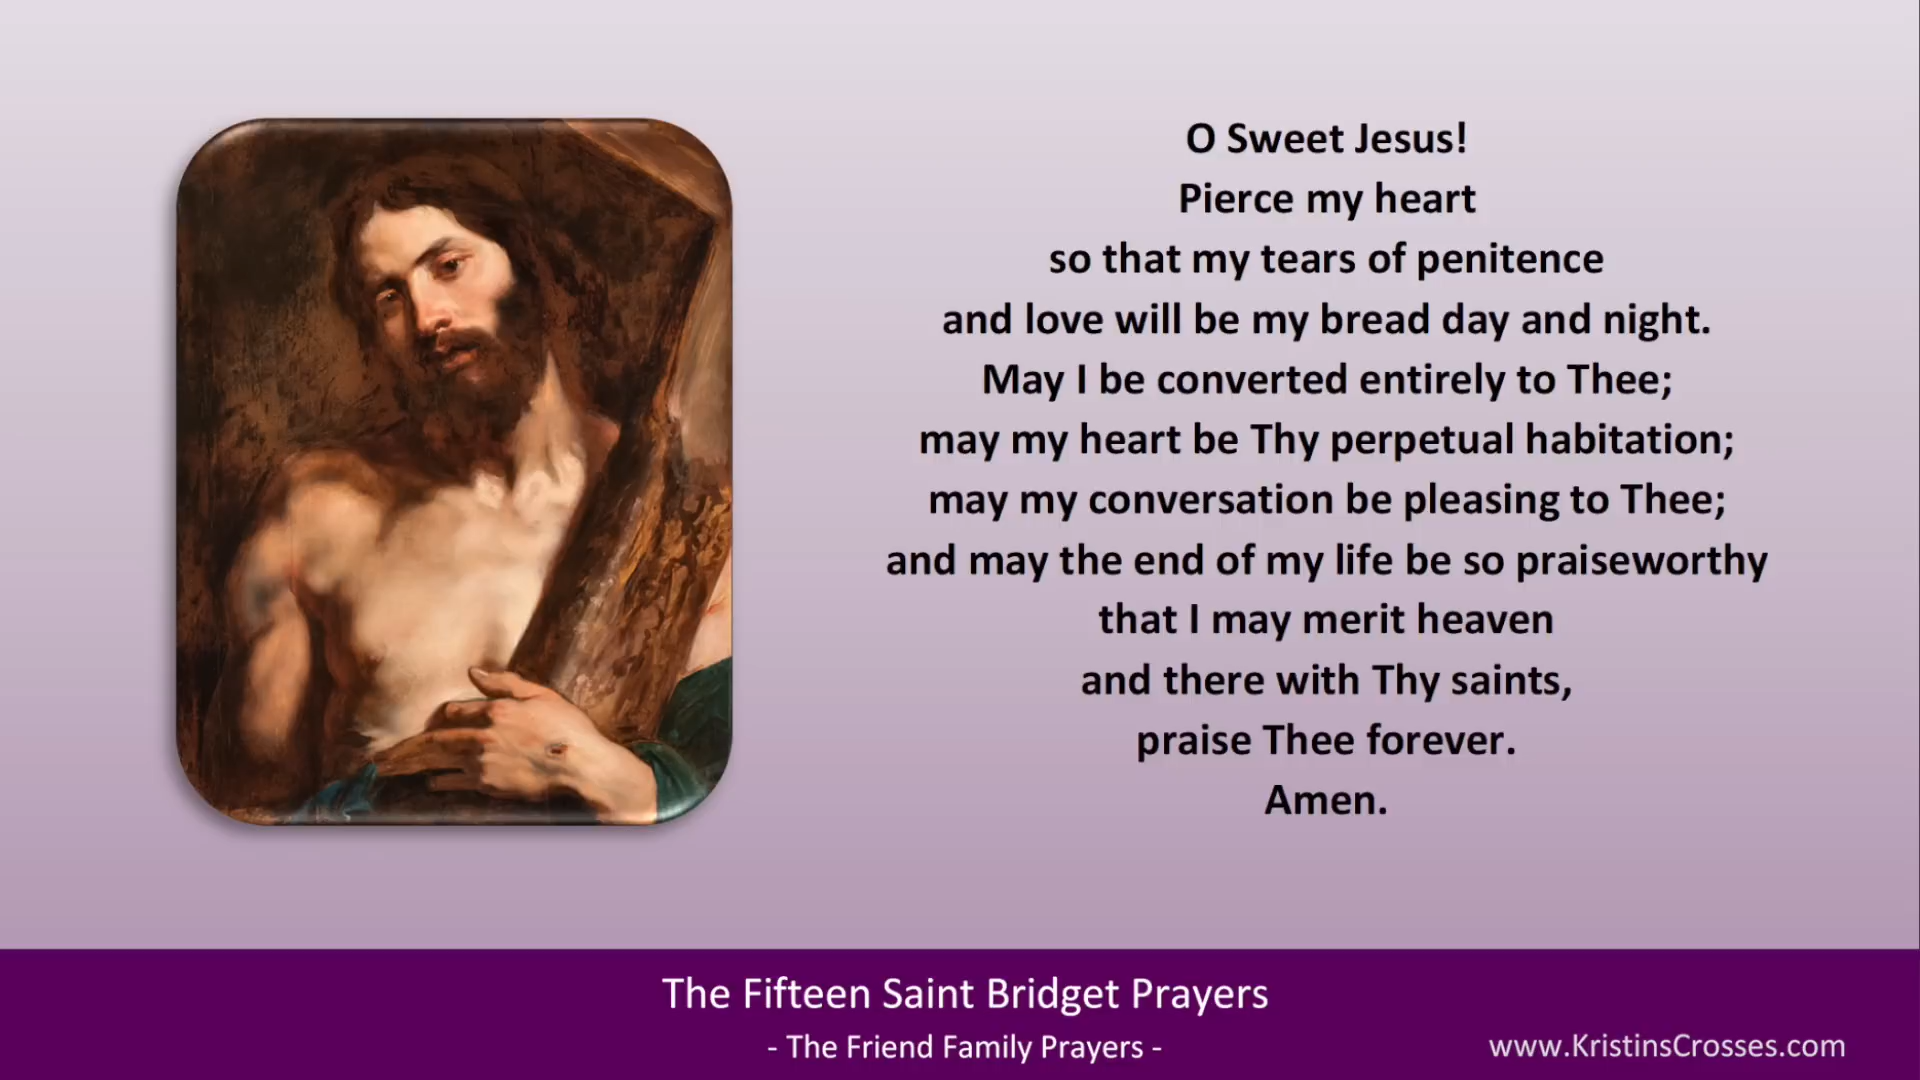 O Sweet Jesus!
Pierce my heart
so that my tears of penitence
and love will be my bread day and night.
May I be converted entirely to Thee;
may my heart be Thy perpetual habitation;
may my conversation be pleasing to Thee;
and may the end of my life be so praiseworthy
that I may merit heaven
and there with Thy saints,
praise Thee forever.
Amen.
The Fifteen Saint Bridget Prayers
- The Friend Family Prayers -
www.KristinsCrosses.com